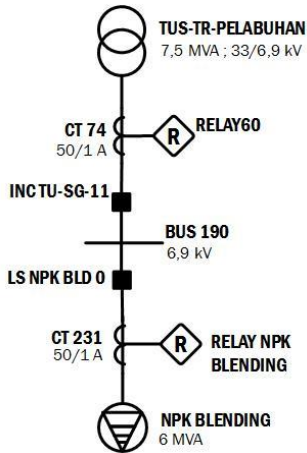 TUS-TR-PELABUHAN
7,5 MVA ; 33/6,9 kV
CT 74
50/1 A
R
RELAY60
INC TU-SG-11
BUS 190
6,9 kV
LS NPK BLD 0
CT 231
50/1 A
R
RELAY NPK
BLENDING
NPK BLENDING
6 MVA